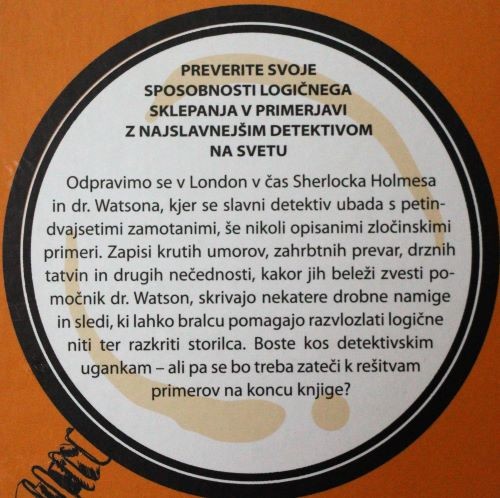 PREVERITE SVOJE
SPOSOBNOSTI LOGIČNEGA
SKLEPANJA V PRIMERJAVI
Z NAJSLAVNEJŠIM DETEKTIVOM
NA SVETU
Odpravimo se v London v čas Sherlocka Holmesa
in dr. Watsona, kjer se slavni detektiv ubada s petin-
dvajsetimi zamotanimi, še nikoli opisanimi zločinskimi
primeri. Zapisi krutih umorov, zahrbtnih prevar, drznih
tatvin in drugih nečednosti, kakor jih beleži zvesti po-
močnik dr. Watson, skrivajo nekatere drobne namige
in sledi, ki lahko bralcu pomagajo razvlozlati logične
niti ter razkriti storilca. Boste kos detektivskim
ugankam – ali pa se bo treba zateči k rešitvam
primerov na koncu knjige?